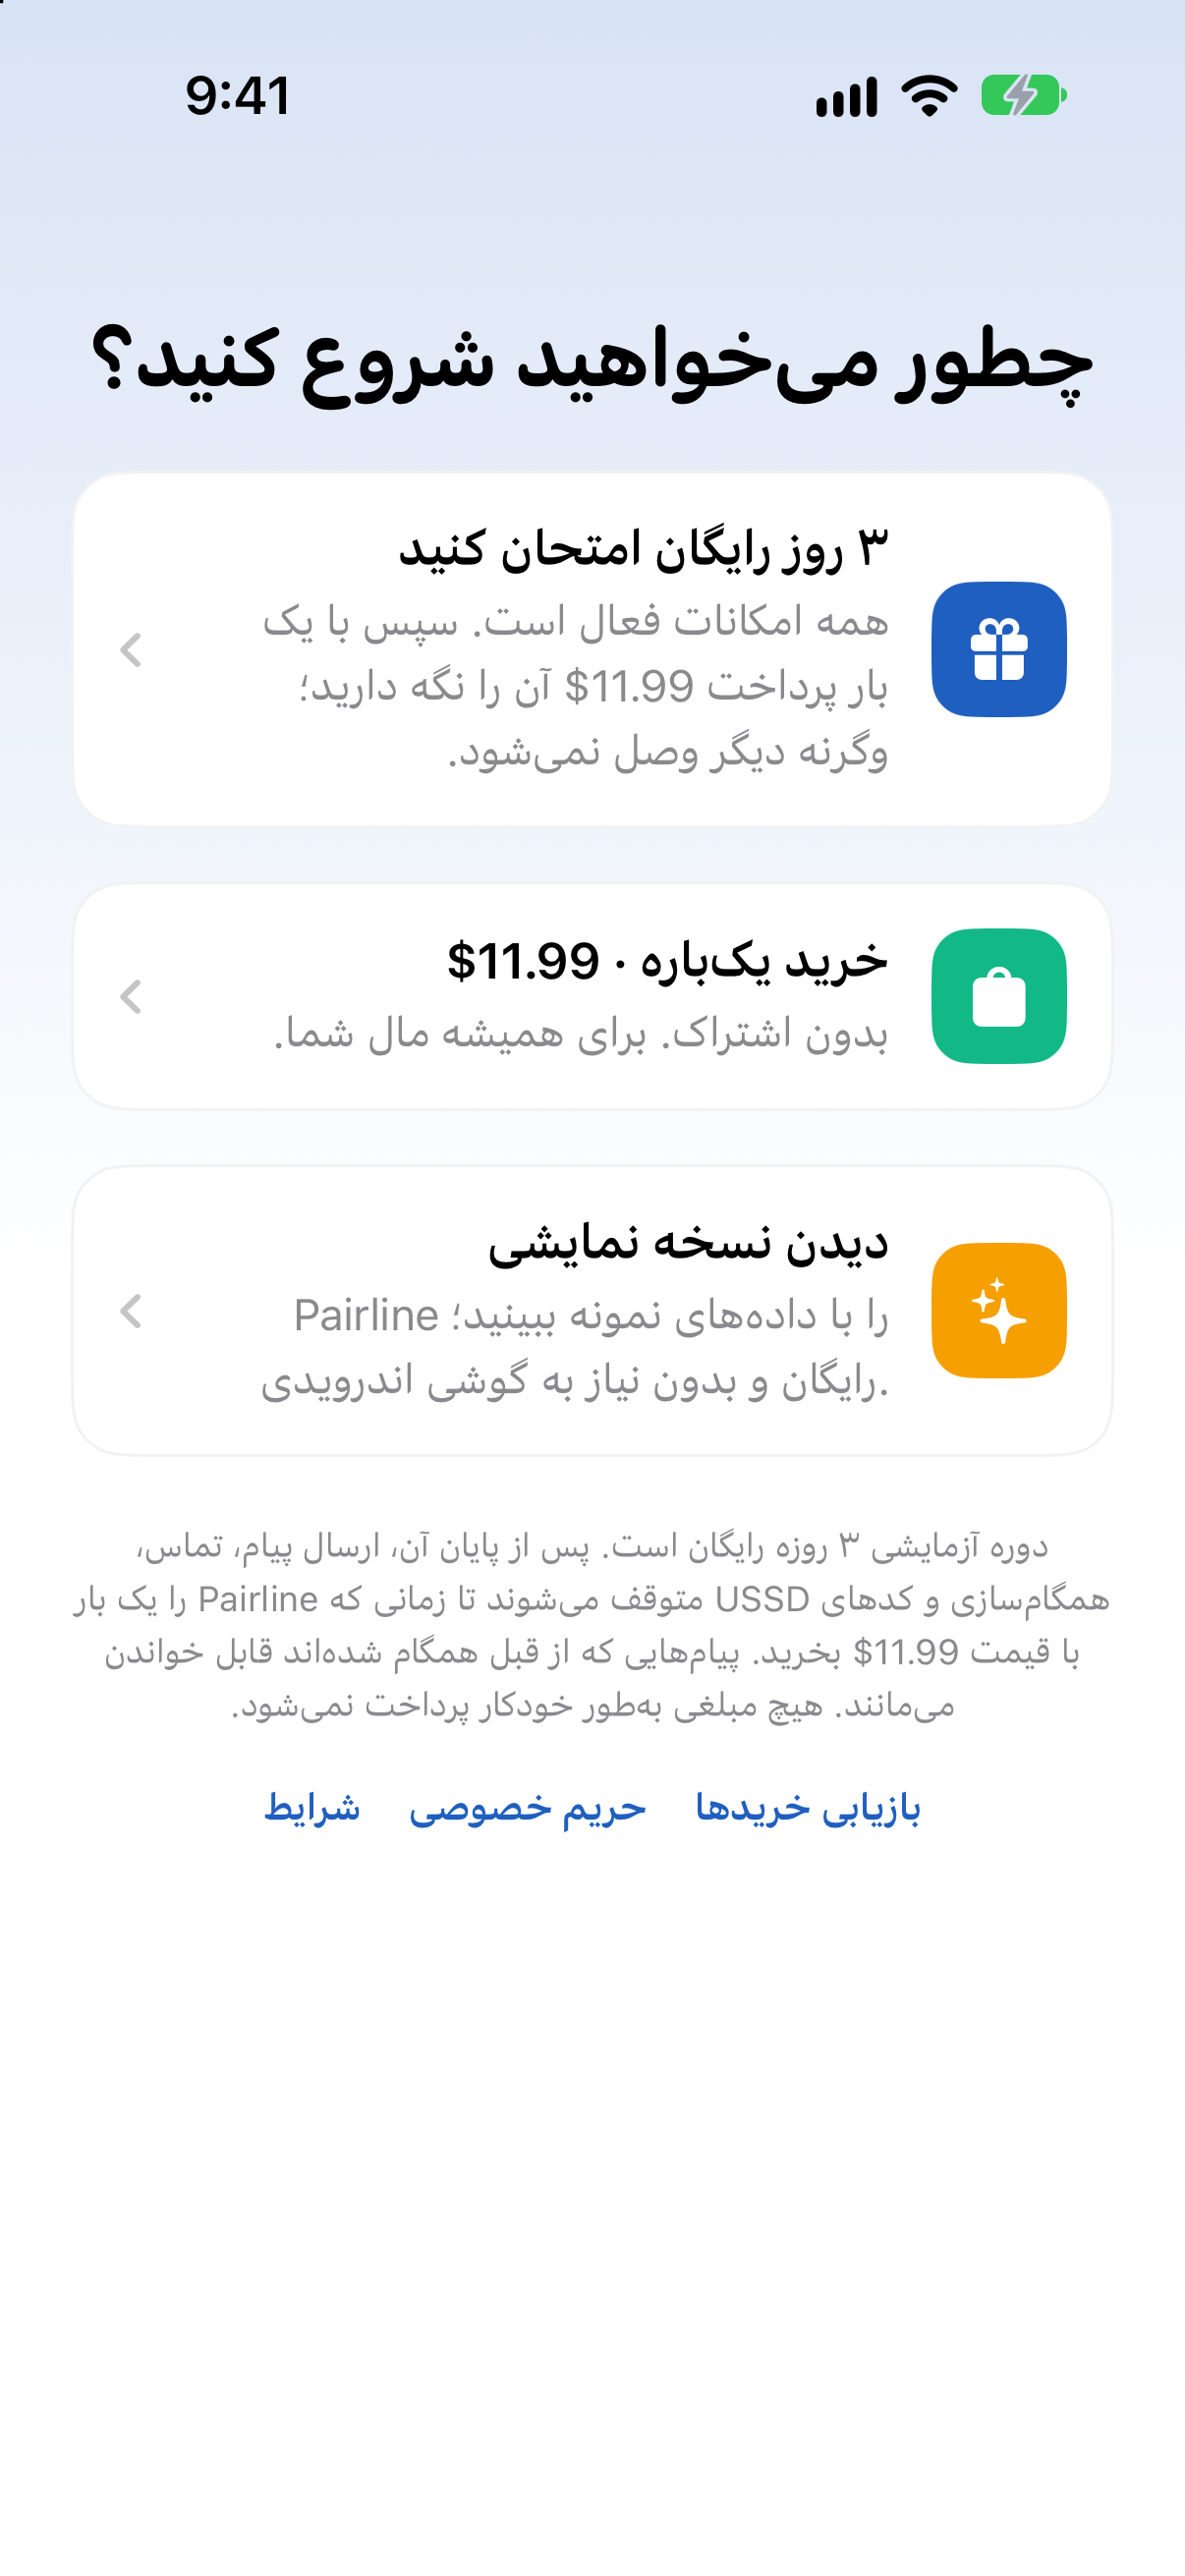 9:41
چطور می‌خواهید شروع کنید؟
۳ روز رایگان امتحان کنید
همه امکانات فعال است. سپس با یک
بار پرداخت 11.99$ آن را نگه دارید؛
وگرنه دیگر وصل نمی‌شود.
خرید یک‌باره · 11.99$
بدون اشتراک. برای همیشه مال شما.
Pairline را با داده‌های نمونه ببینید؛
رایگان و بدون نیاز به گوشی اندرویدی.
دوره آزمایشی ۳ روزه رایگان است. پس از پایان آن، ارسال پیام، تماس،
همگام‌سازی و کدهای USSD متوقف می‌شوند تا زمانی که Pairline را یک بار
با قیمت 11.99$ بخرید. پیام‌هایی که از قبل همگام شده‌اند قابل خواندن
می‌مانند. هیچ مبلغی به‌طور خودکار پرداخت نمی‌شود.
بازیابی خریدها حریم خصوصی شرایط